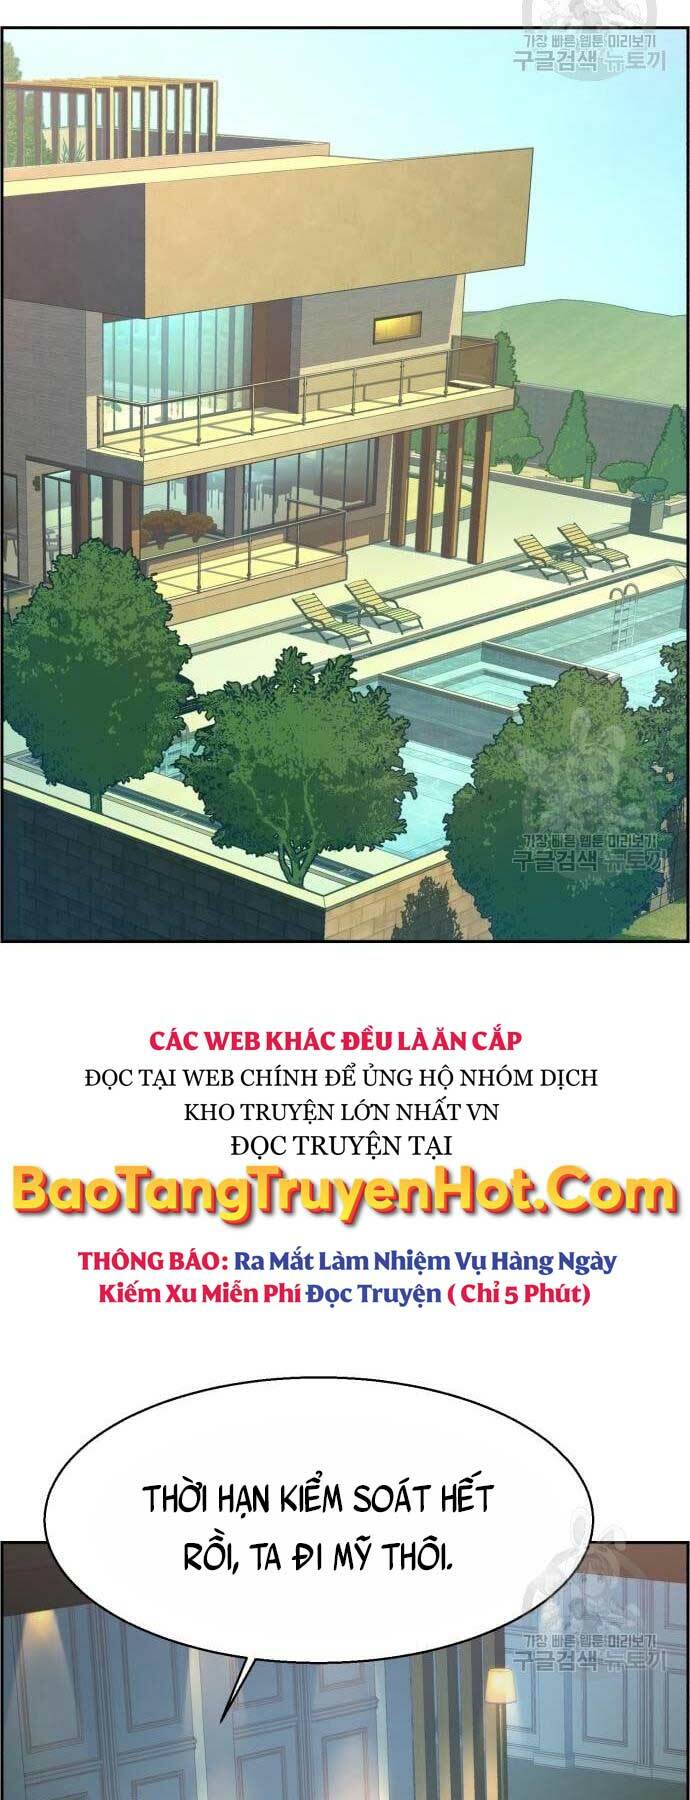 가장 빠른 웹툰 미리보기
구글검색 뉴토끼
가장 빠른 웹툰 미리보기
구글검색 뉴토끼
CÁC WEB KHÁC ĐỀU LÀ ĂN CẮP
ĐỌC TẠI WEB CHÍNH ĐỂ ỦNG HỘ NHÓM DỊCH
KHO TRUYỆN LỚN NHẤT VN
ĐỌC TRUYỆN TẠI
BaoTangTruyenHot.Com
THÔNG BÁO: Ra Mắt Làm Nhiệm Vụ Hàng Ngày
Kiếm Xu Miễn Phí Đọc Truyện ( Chỉ 5 Phút)
THỜI HẠN KIỂM SOÁT HẾT
RỒI, TA ĐI MỸ THÔI.
가장 빠른 웹툰 미리보기
구글검색 뉴토끼